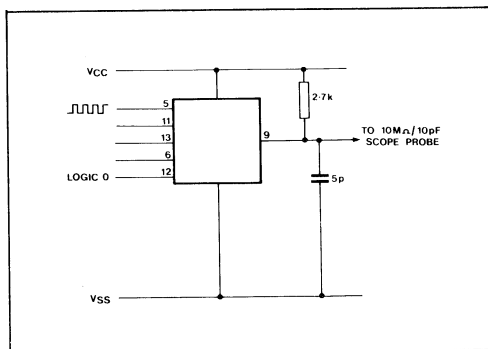 VCC
2·7k
5
11
9
TO 10MΩ/10pF
SCOPE PROBE
13
6
LOGIC 0
12
5p
VSS